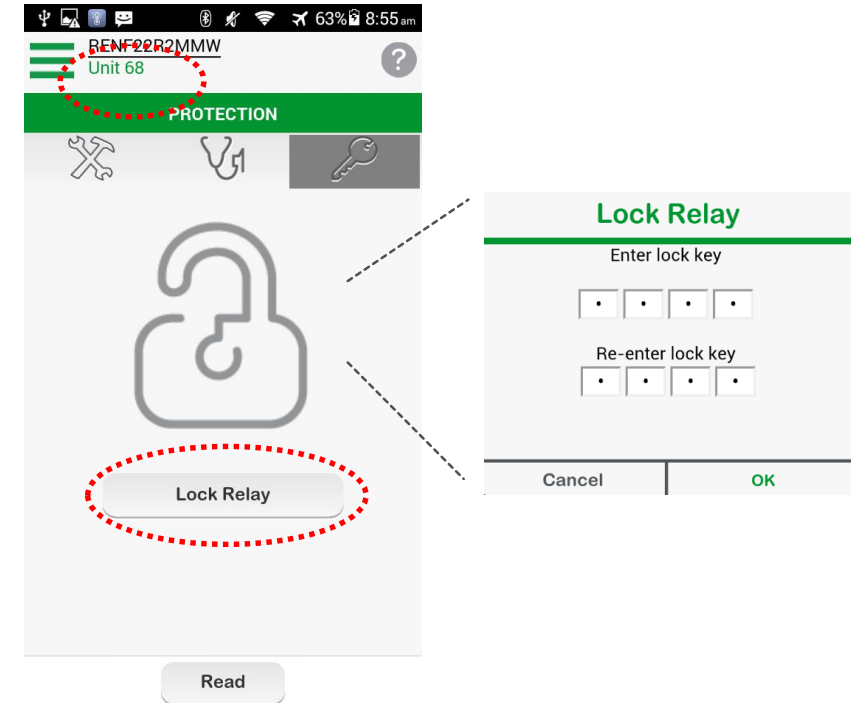 63% 8:55 am
RENF22R2MMW
Unit 68
?
PROTECTION
Lock Relay
Read
Lock Relay
Enter lock key
Re-enter lock key
Cancel OK